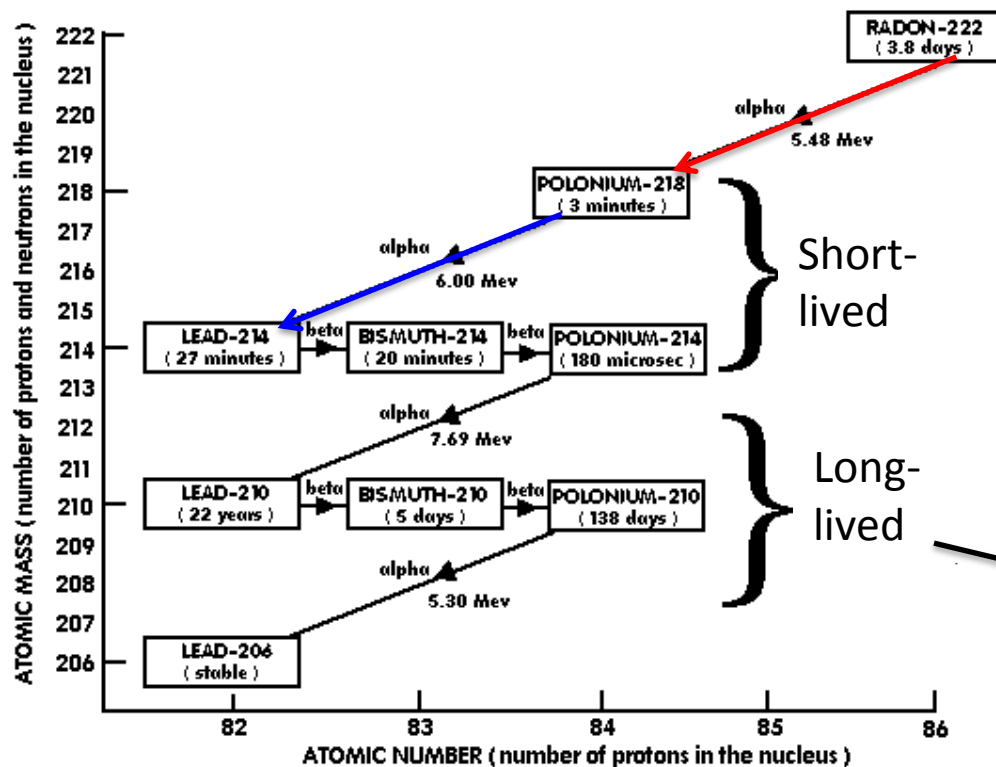 ATOMIC MASS ( number of protons and neutrons in the nucleus )
222
221
220
219
218
217
216
215
214
213
212
211
210
209
208
207
206
RADON-222
( 3.8 days )
alpha
5.48 Mev
POLONIUM-218
( 3 minutes )
alpha
6.00 Mev
Short-
lived
LEAD-214
( 27 minutes )
beta
BISMUTH-214
( 20 minutes )
beta
POLONIUM-214
( 180 microsec )
alpha
7.69 Mev
Long-
lived
LEAD-210
( 22 years )
beta
BISMUTH-210
( 5 days )
beta
POLONIUM-210
( 138 days )
alpha
5.30 Mev
LEAD-206
( stable )
82 83 84 85 86
ATOMIC NUMBER ( number of protons in the nucleus )